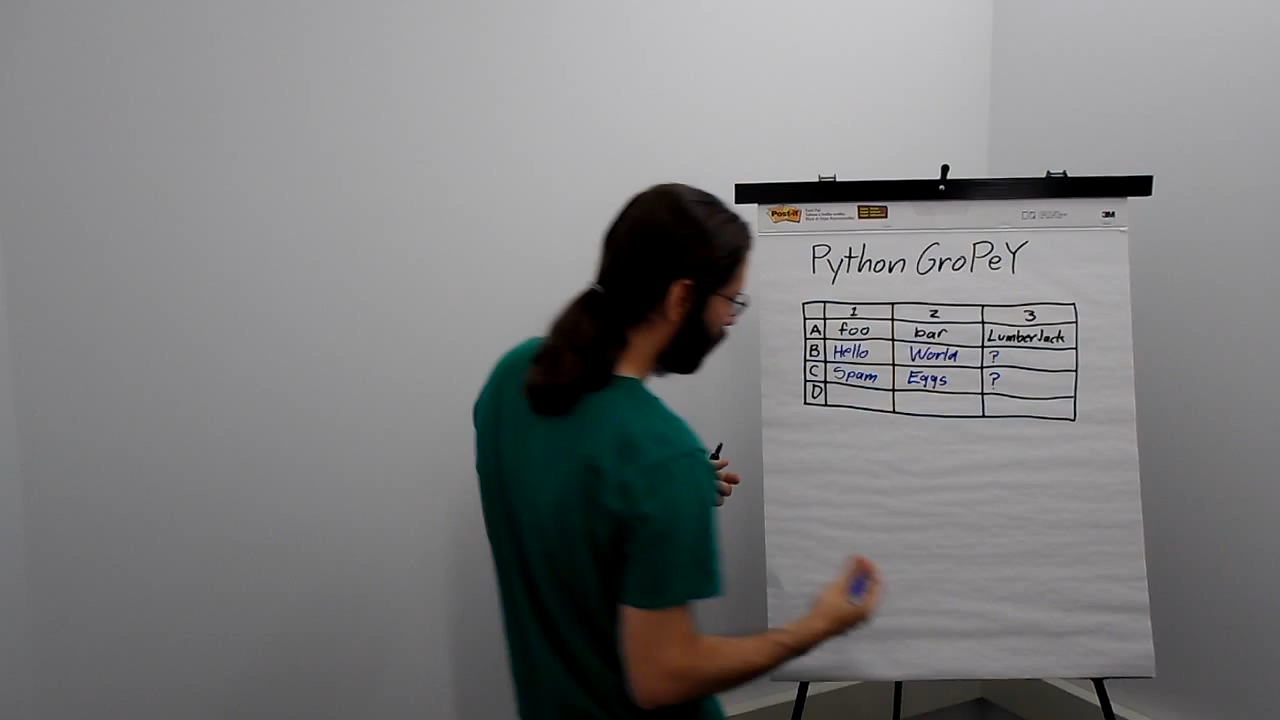 Post-it
3M
Python GroPeY
1 2 3
A foo bar LumberJack
B Hello World ?
C Spam Eggs ?
D